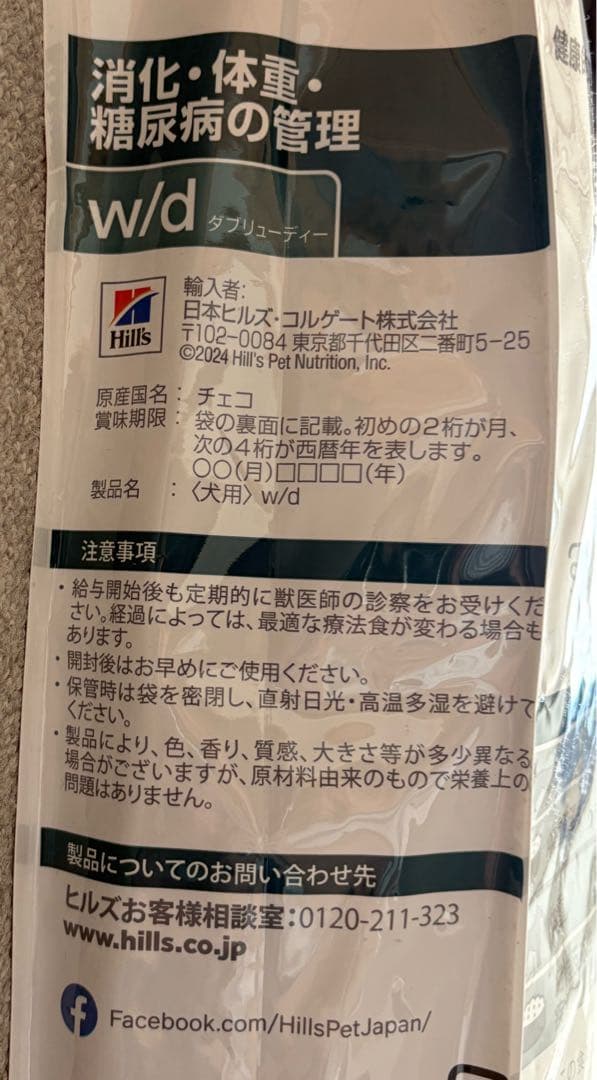 消化・体重・
糖尿病の管理
w/d ダブリューディー
Hill's
輸入者:
日本ヒルズ・コルゲート株式会社
〒102-0084 東京都千代田区二番町5-25
©2024 Hill's Pet Nutrition, Inc.
原産国名： チェコ
賞味期限： 袋の裏面に記載。初めの2桁が月、
次の4桁が西暦年を表します。
〇〇(月)□□□□(年)
製品名 ： 〈犬用〉w/d
注意事項
・給与開始後も定期的に獣医師の診察をお受けくだ
さい。経過によっては、最適な療法食が変わる場合も
あります。
・開封後はお早めにご使用ください。
・保管時は袋を密閉し、直射日光・高温多湿を避けて
ください。
・製品により、色、香り、質感、大きさ等が多少異なる
場合がございますが、原材料由来のもので栄養上の
問題はありません。
製品についてのお問い合わせ先
ヒルズお客様相談室：0120-211-323
www.hills.co.jp
Facebook.com/HillsPetJapan/
健康